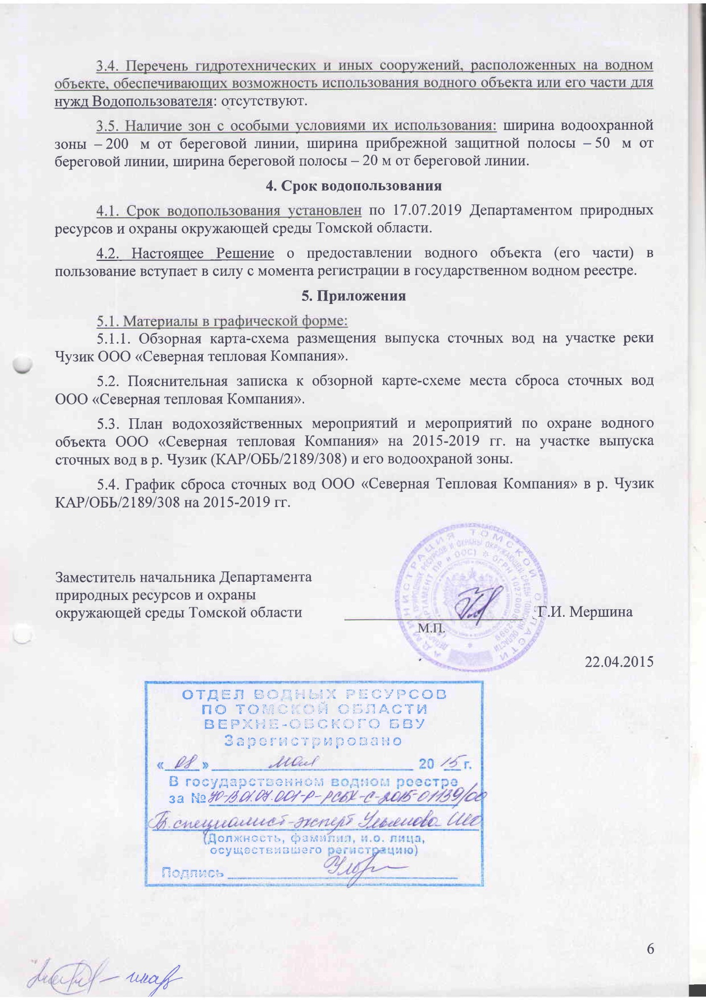 3.4. Перечень гидротехнических и иных сооружений, расположенных на водном
объекте, обеспечивающих возможность использования водного объекта или его части для
нужд Водопользователя: отсутствуют.
3.5. Наличие зон с особыми условиями их использования: ширина водоохранной
зоны – 200 м от береговой линии, ширина прибрежной защитной полосы – 50 м от
береговой линии, ширина береговой полосы – 20 м от береговой линии.
4. Срок водопользования
4.1. Срок водопользования установлен по 17.07.2019 Департаментом природных
ресурсов и охраны окружающей среды Томской области.
4.2. Настоящее Решение о предоставлении водного объекта (его части) в
пользование вступает в силу с момента регистрации в государственном водном реестре.
5. Приложения
5.1. Материалы в графической форме:
5.1.1. Обзорная карта-схема размещения выпуска сточных вод на участке реки
Чузик ООО «Северная тепловая Компания».
5.2. Пояснительная записка к обзорной карте-схеме места сброса сточных вод
ООО «Северная тепловая Компания».
5.3. План водохозяйственных мероприятий и мероприятий по охране водного
объекта ООО «Северная тепловая Компания» на 2015-2019 гг. на участке выпуска
сточных вод в р. Чузик (КАР/ОБЬ/2189/308) и его водоохраной зоны.
5.4. График сброса сточных вод ООО «Северная Тепловая Компания» в р. Чузик
КАР/ОБЬ/2189/308 на 2015-2019 гг.
Заместитель начальника Департамента
природных ресурсов и охраны
окружающей среды Томской области
Т.И. Мершина
М.П.
АДМИНИСТРАЦИЯ ТОМСКОЙ ОБЛАСТИ
22.04.2015
ОТДЕЛ ВОДНЫХ РЕСУРСОВ
ПО ТОМСКОЙ ОБЛАСТИ
ВЕРХНЕ-ОБСКОГО БВУ
Зарегистрировано
« 08 » мая 20 15 г.
В государственном водном реестре
за № 70-13.01.07.001-Р-РСБХ-С-2015-01139/00
Гл. специалист-эксперт Ульянова
(Должность, фамилия, и.о. лица,
осуществившего регистрацию)
Подпись
6